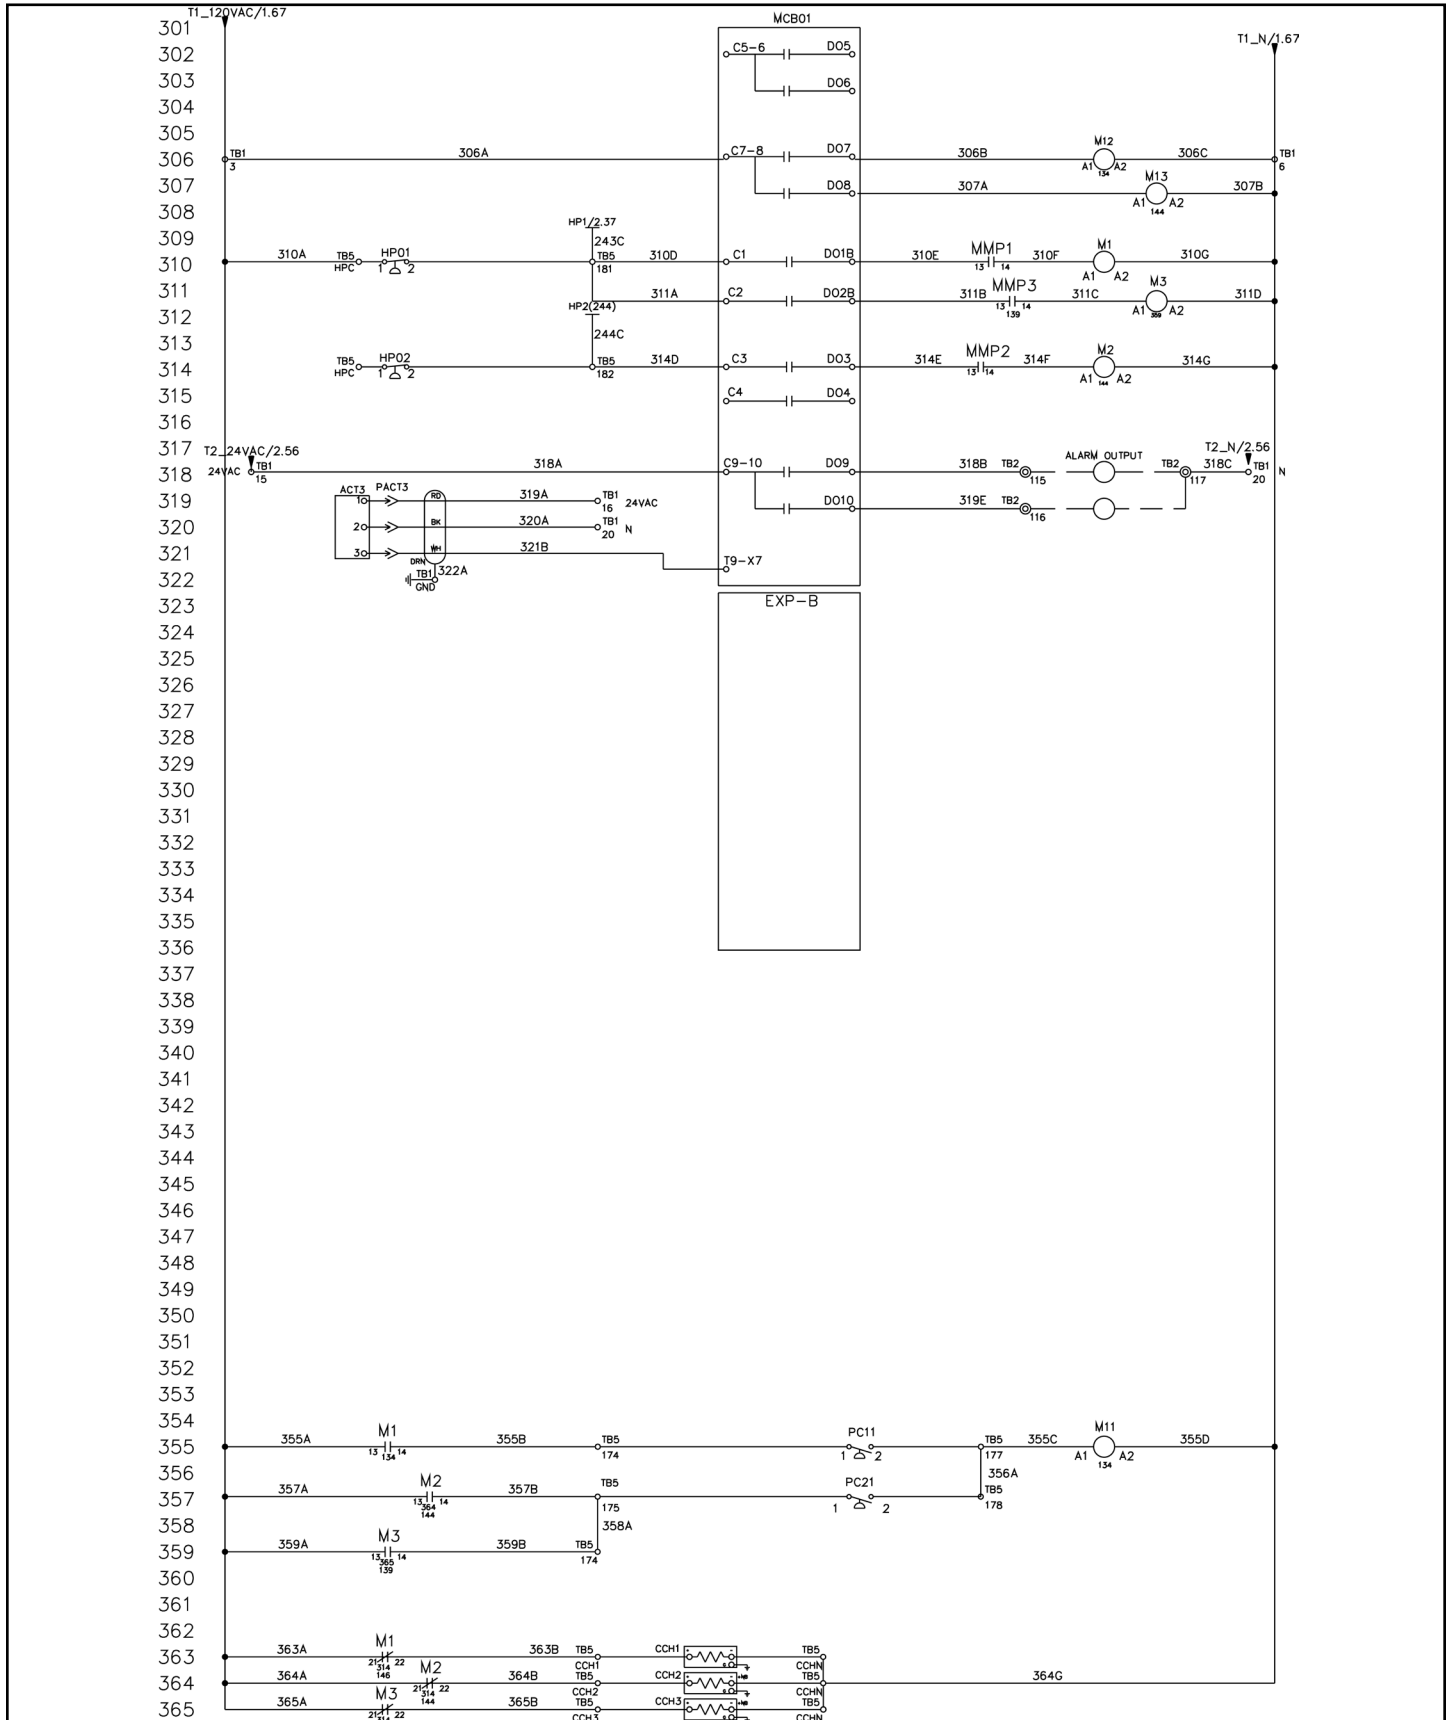 T1_120VAC/1.67 MCB01
301
302 C5-6 DO5 T1_N/1.67
303 DO6
304
305
306 TB1 3 306A C7-8 DO7 306B M12 A1 134 A2 306C TB1 6
307 DO8 307A M13 A1 144 A2 307B
308
309 HP1/2.37 243C
310 310A TB5 HPC HP01 1 2 TB5 181 310D C1 DO1B 310E MMP1 13 14 310F M1 A1 A2 310G
311 311A C2 DO2B 311B MMP3 13 14 139 311C M3 A1 359 A2 311D
312 HP2(244)
313 244C
314 TB5 HPC HP02 1 2 TB5 182 314D C3 DO3 314E MMP2 13 14 314F M2 A1 144 A2 314G
315 C4 DO4
316
317 T2_24VAC/2.56 T2_N/2.56
318 24VAC TB1 15 318A C9-10 DO9 318B TB2 115 ALARM OUTPUT TB2 117 318C TB1 20 N
319 ACT3 1 PACT3 RD 319A TB1 16 24VAC DO10 319E TB2 116
320 2 BK 320A TB1 20 N
321 3 WH 321B T9-X7
322 DRN TB1 GND 322A
323 EXP-B
324
325
326
327
328
329
330
331
332
333
334
335
336
337
338
339
340
341
342
343
344
345
346
347
348
349
350
351
352
353
354
355 355A M1 13 14 134 355B TB5 174 PC11 1 2 TB5 177 355C M11 A1 134 A2 355D
356 356A
357 357A M2 13 14 364 144 357B TB5 175 PC21 1 2 TB5 178
358 358A
359 359A M3 13 14 365 139 359B TB5 174
360
361
362
363 363A M1 21 22 314 146 363B TB5 CCH1 CCH1 TB5 CCHN
364 364A M2 21 22 314 144 364B TB5 CCH2 CCH2 TB5 CCHN 364G
365 365A M3 21 22 314 365B TB5 CCH3 CCH3 TB5 CCHN